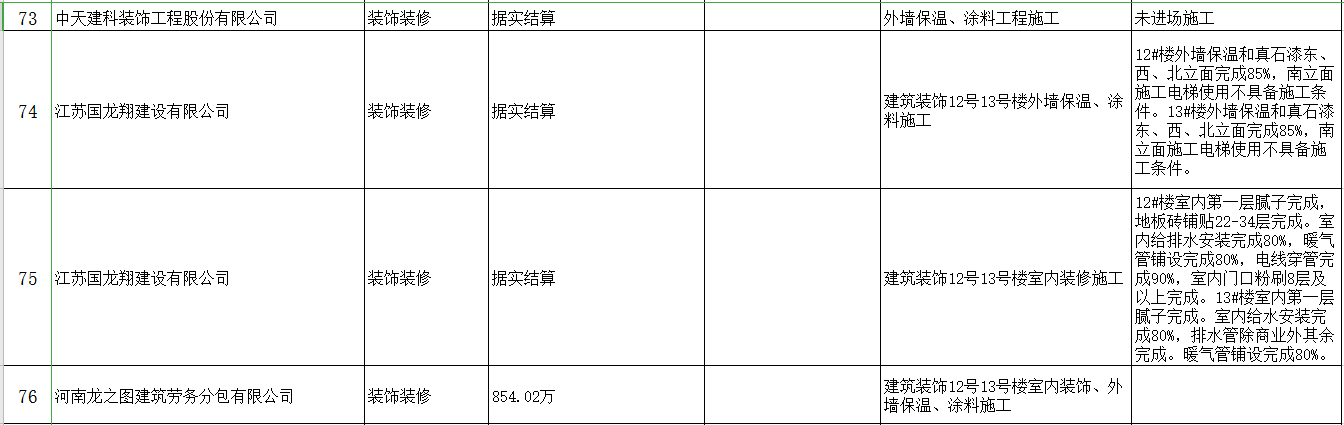 73 中天建科装饰工程股份有限公司 装饰装修 据实结算 外墙保温、涂料工程施工 未进场施工
74 江苏国龙翔建设有限公司 装饰装修 据实结算
建筑装饰12号13号楼外墙保温、涂
料施工
12#楼外墙保温和真石漆东、
西、北立面完成85%，南立面
施工电梯使用不具备施工条
件。13#楼外墙保温和真石漆
东、西、北立面完成85%，南
立面施工电梯使用不具备施
工条件。
75 江苏国龙翔建设有限公司 装饰装修 据实结算 建筑装饰12号13号楼室内装修施工
12#楼室内第一层腻子完成，
地板砖铺贴22-34层完成。室
内给排水安装完成80%，暖气
管铺设完成80%，电线穿管完
成90%，室内门口粉刷8层及
以上完成。13#楼室内第一层
腻子完成。室内给水安装完
成80%，排水管除商业外其余
完成。暖气管铺设完成80%。
76 河南龙之图建筑劳务分包有限公司 装饰装修 854.02万
建筑装饰12号13号楼室内装饰、外
墙保温、涂料施工